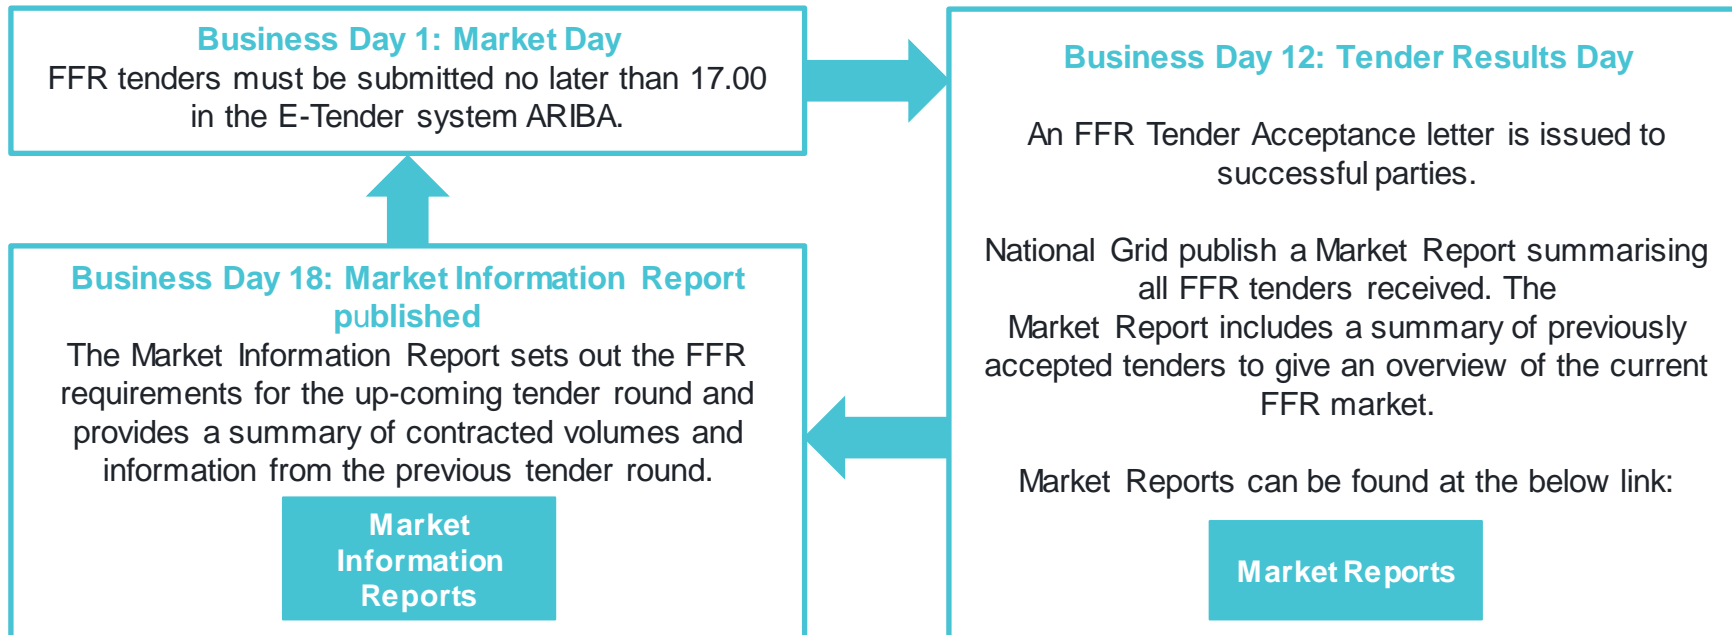 Business Day 1: Market Day
FFR tenders must be submitted no later than 17.00
in the E-Tender system ARIBA.
Business Day 12: Tender Results Day
An FFR Tender Acceptance letter is issued to
successful parties.
National Grid publish a Market Report summarising
all FFR tenders received. The
Market Report includes a summary of previously
accepted tenders to give an overview of the current
FFR market.
Market Reports can be found at the below link:
Market Reports
Business Day 18: Market Information Report
published
The Market Information Report sets out the FFR
requirements for the up-coming tender round and
provides a summary of contracted volumes and
information from the previous tender round.
Market
Information
Reports